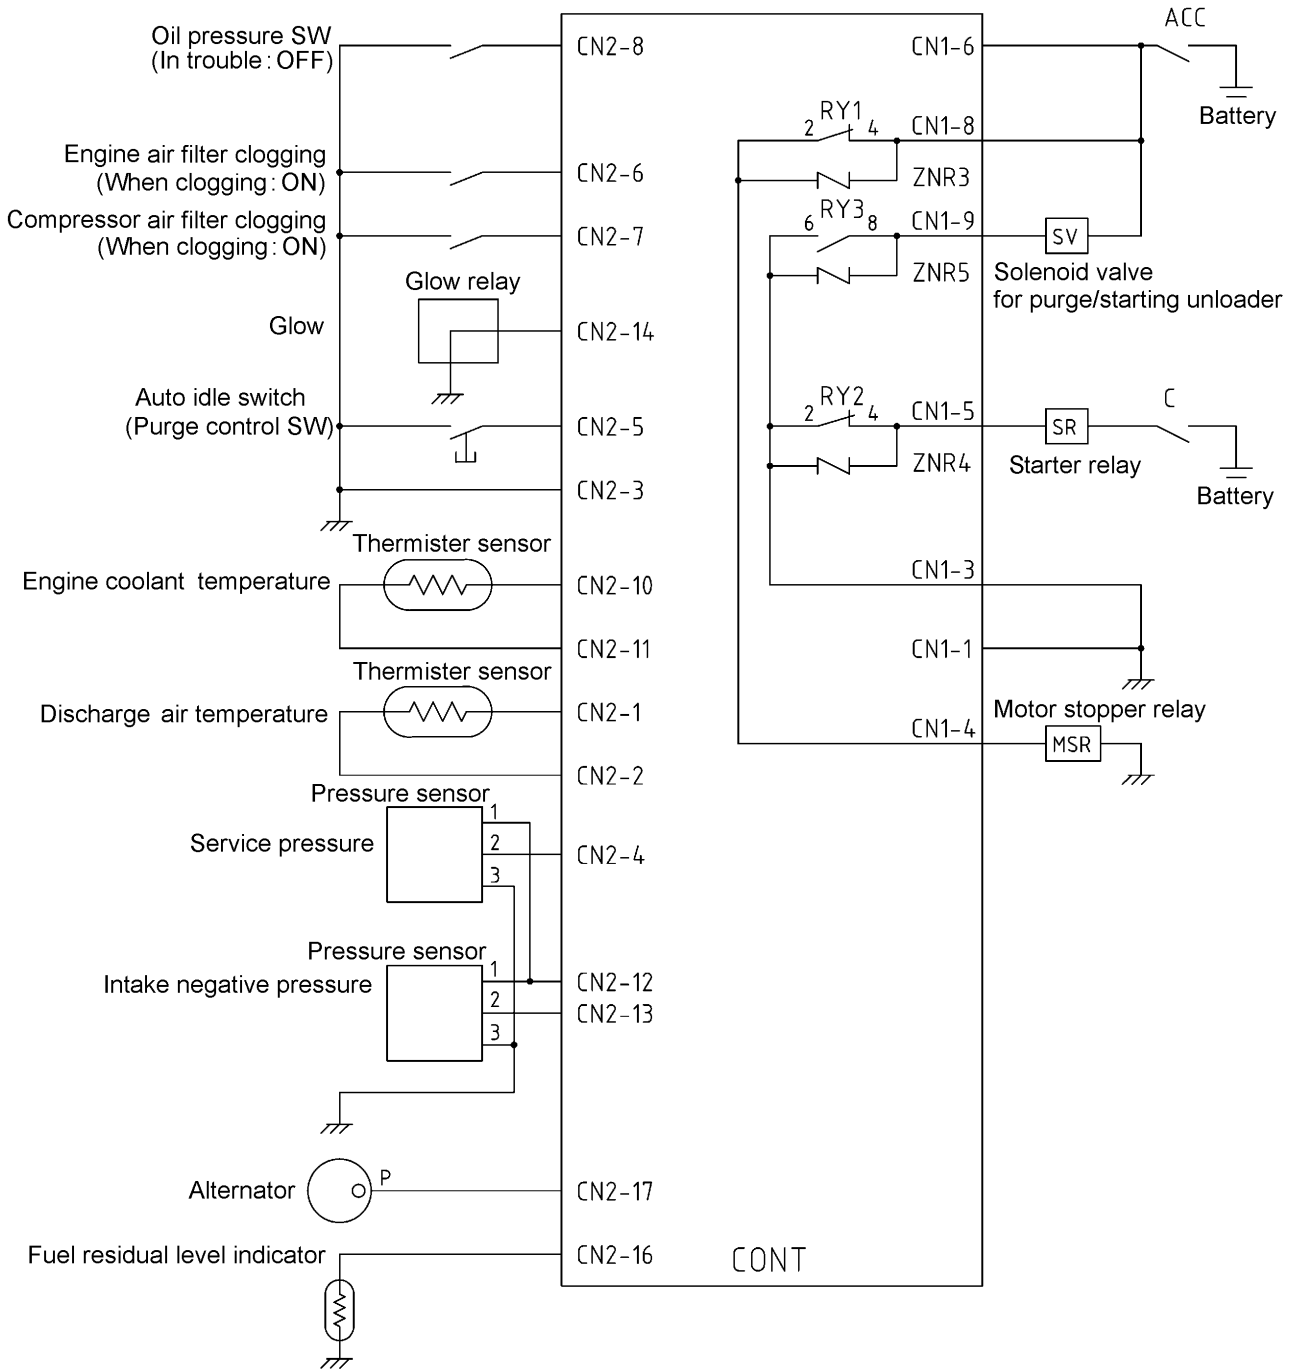 Oil pressure SW
(In trouble : OFF)
CN2-8
CN1-6
ACC
Battery
RY1
2
4
CN1-8
Engine air filter clogging
(When clogging : ON)
CN2-6
ZNR3
Compressor air filter clogging
(When clogging : ON)
CN2-7
RY3
6
8
CN1-9
SV
ZNR5
Solenoid valve
for purge/starting unloader
Glow relay
Glow
CN2-14
Auto idle switch
(Purge control SW)
CN2-5
RY2
2
4
CN1-5
SR
C
ZNR4
Starter relay
Battery
CN2-3
Thermister sensor
Engine coolant temperature
CN2-10
CN1-3
CN2-11
CN1-1
Thermister sensor
Discharge air temperature
CN2-1
Motor stopper relay
CN1-4
MSR
CN2-2
Pressure sensor
1
Service pressure
2
CN2-4
3
Pressure sensor
1
Intake negative pressure
CN2-12
2
CN2-13
3
Alternator
P
CN2-17
Fuel residual level indicator
CN2-16
CONT